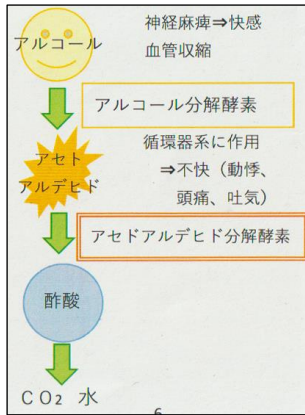 神経麻痺⇒快感
アルコール
血管収縮
アルコール分解酵素
循環器系に作用
アセト
アルデヒド
⇒不快（動悸、
頭痛、吐気）
アセドアルデヒド分解酵素
酢酸
CO₂ 水
6